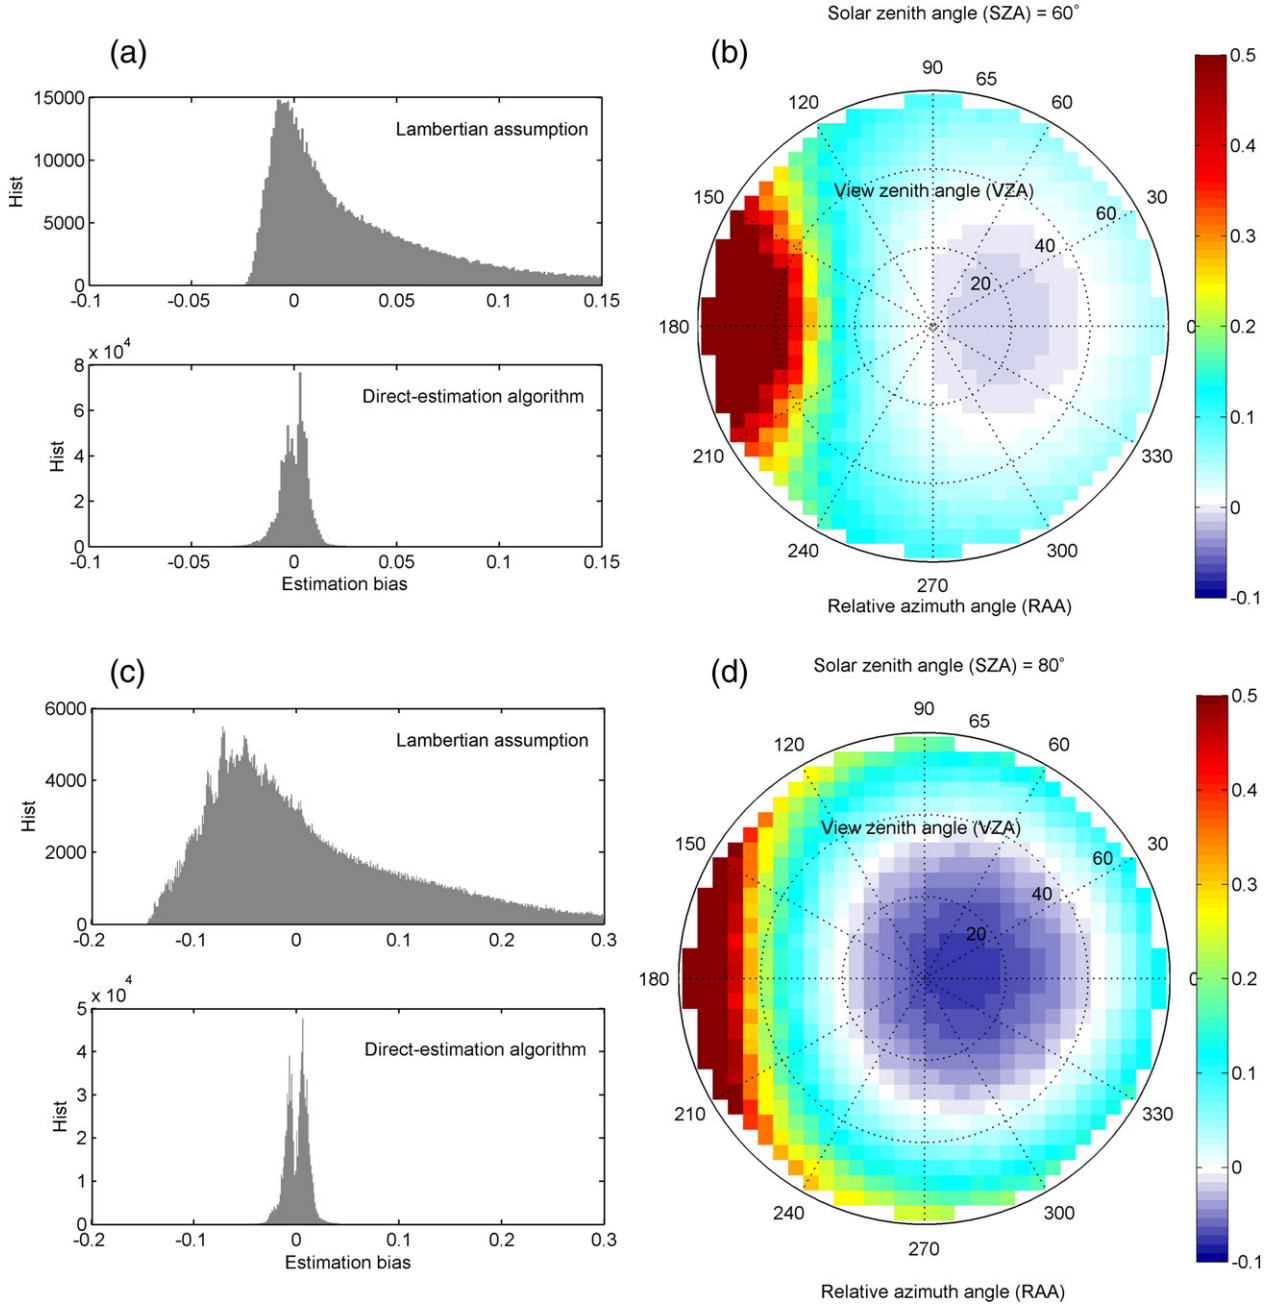 (a)
15000
10000
5000
0
Hist
Lambertian assumption
-0.1 -0.05 0 0.05 0.1 0.15
x 10^4
8
6
4
2
0
Hist
Direct-estimation algorithm
-0.1 -0.05 0 0.05 0.1 0.15
Estimation bias
(b)
Solar zenith angle (SZA) = 60°
90 65
120 60
150 30
180 0
210 330
240 300
270
View zenith angle (VZA)
60
40
20
Relative azimuth angle (RAA)
0.5
0.4
0.3
0.2
0.1
0
-0.1
(c)
6000
4000
2000
0
Hist
Lambertian assumption
-0.2 -0.1 0 0.1 0.2 0.3
x 10^4
5
4
3
2
1
0
Hist
Direct-estimation algorithm
-0.2 -0.1 0 0.1 0.2 0.3
Estimation bias
(d)
Solar zenith angle (SZA) = 80°
90 65
120 60
150 30
180 0
210 330
240 300
270
View zenith angle (VZA)
60
40
20
Relative azimuth angle (RAA)
0.5
0.4
0.3
0.2
0.1
0
-0.1